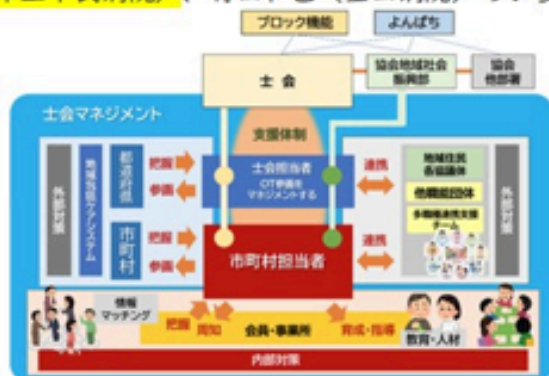 ブロック機能
よんぱち
士 会
協会地域社会
振興部
協会
他部署
士会マネジメント
支援体制
外部対策
地域包括ケアシステム
都道府県
把握
参画
士会担当者
OT参画を
マネジメントする
連携
地域住民
各協議体
他職能団体
多職種連携支援
チーム
外部対策
市町村
把握
参画
市町村担当者
連携
情報
マッチング
把握
周知
会員・事業所
育成・指導
教育・人材
内部対策